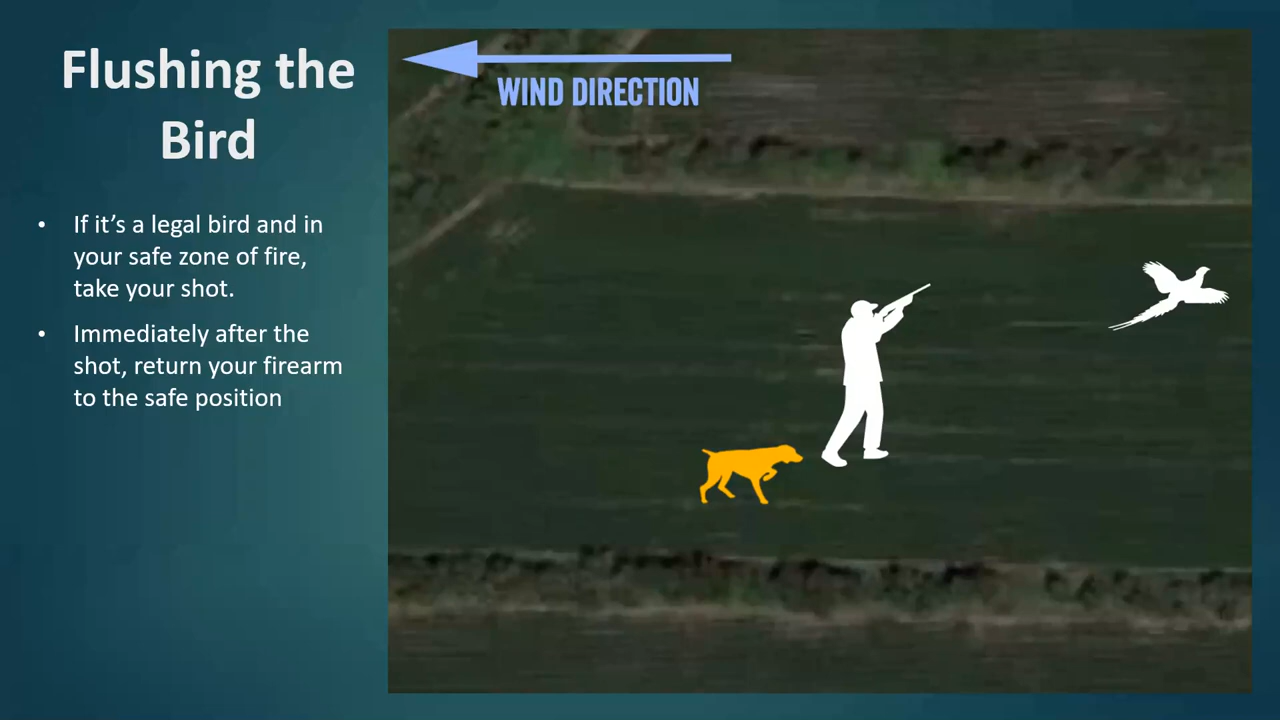 Flushing the
Bird
• If it’s a legal bird and in
your safe zone of fire,
take your shot.
• Immediately after the
shot, return your firearm
to the safe position
WIND DIRECTION